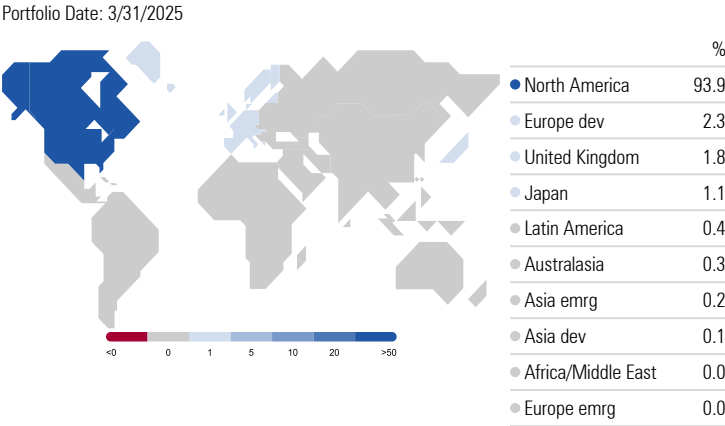 Portfolio Date: 3/31/2025
%
North America 93.9
Europe dev 2.3
United Kingdom 1.8
Japan 1.1
Latin America 0.4
Australasia 0.3
Asia emrg 0.2
Asia dev 0.1
Africa/Middle East 0.0
Europe emrg 0.0
<0 0 1 5 10 20 >50